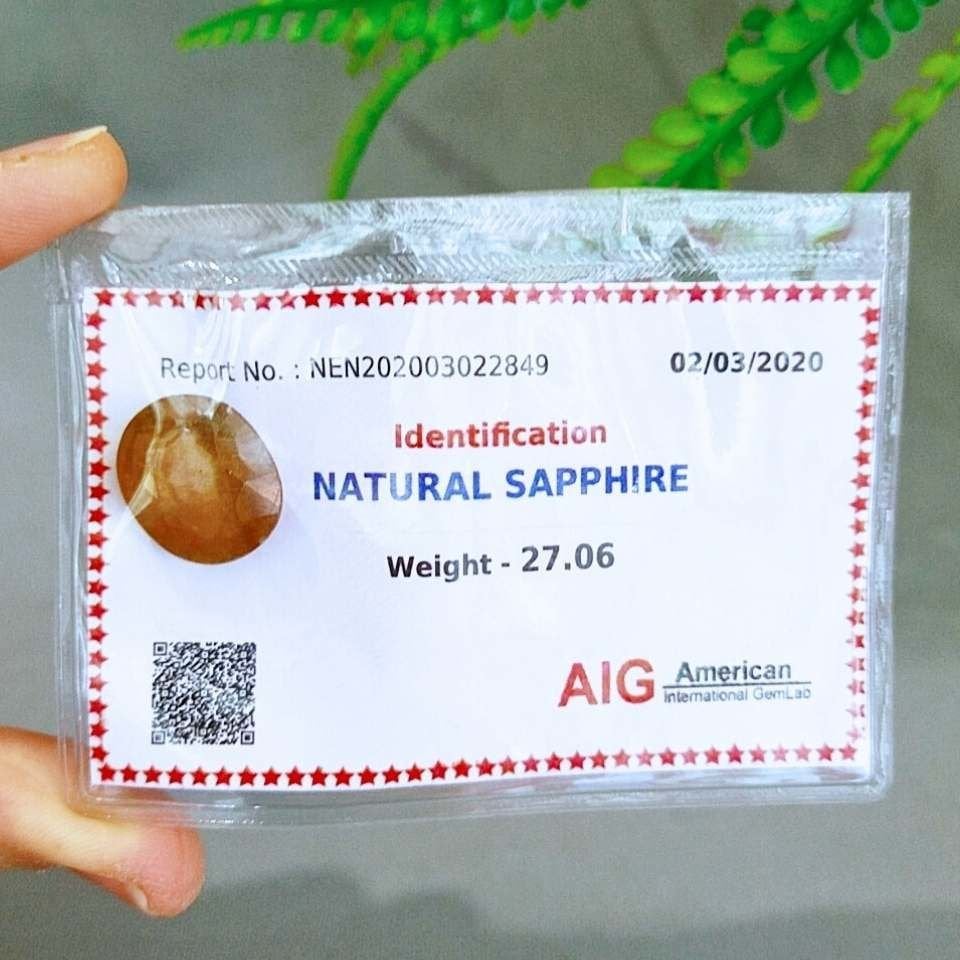 Report No. : NEN202003022849 02/03/2020
Identification
NATURAL SAPPHIRE
Weight - 27.06
AIG American
International GemLab